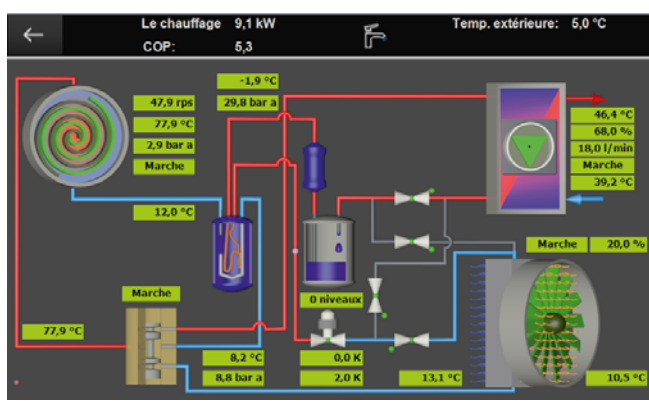 Le chauffage 9,1 kW
Temp. extérieure: 5,0 °C
COP: 5,3
-1,9 °C
47,9 rps
29,8 bar a
77,9 °C
2,9 bar a
Marche
12,0 °C
46,4 °C
68,0 %
18,0 l/min
Marche
39,2 °C
Marche 20,0 %
Marche
0 niveaux
77,9 °C
8,2 °C
0,0 K
8,8 bar a
2,0 K
13,1 °C
10,5 °C